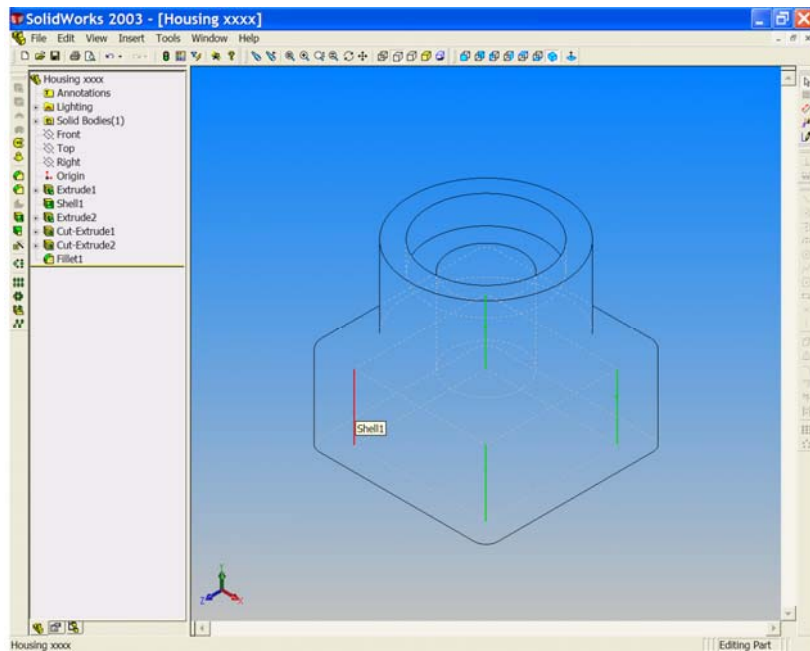 SolidWorks 2003 - [Housing xxxx]
File Edit View Insert Tools Window Help
Housing xxxx
Annotations
Lighting
Solid Bodies(1)
Front
Top
Right
Origin
Extrude1
Shell1
Extrude2
Cut-Extrude1
Cut-Extrude2
Fillet1
Shell1
Y
Z
X
Housing xxxx
Editing Part